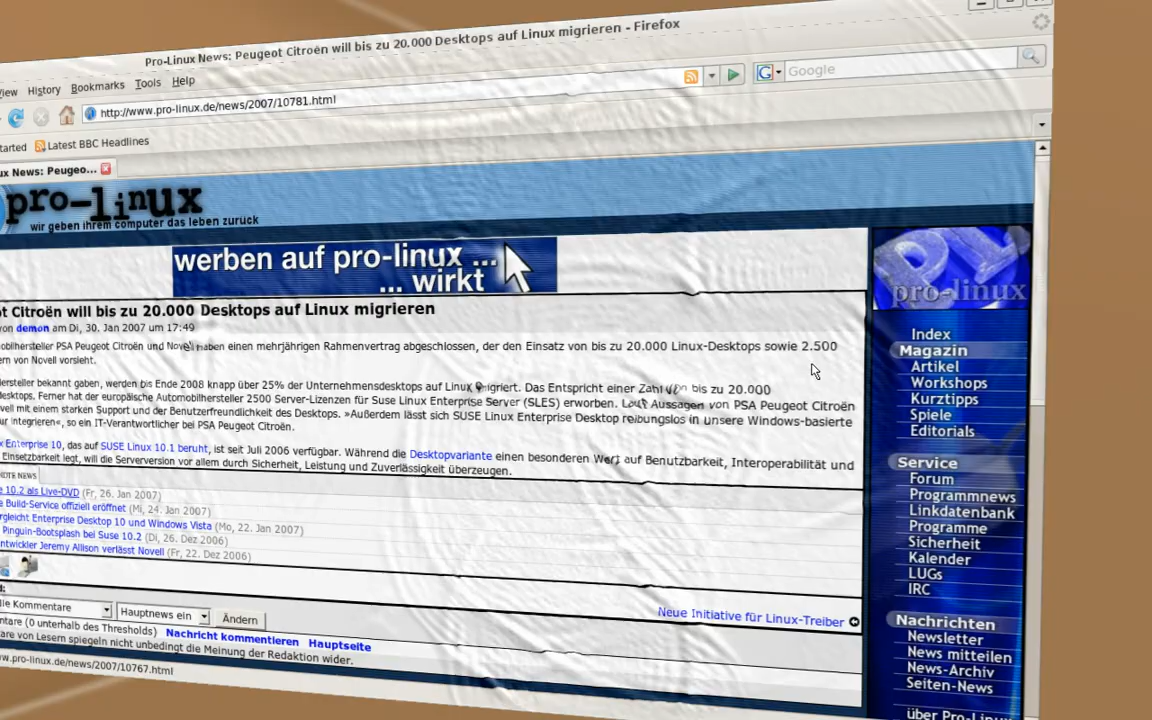 Pro-Linux News: Peugeot Citroën will bis zu 20.000 Desktops auf Linux migrieren - Firefox
History Bookmarks Tools Help
http://www.pro-linux.de/news/2007/10781.html
Google
Latest BBC Headlines
News: Peugeo...
pro-linux
wir geben ihrem computer das leben zurück
werben auf pro-linux ...
... wirkt
Citroën will bis zu 20.000 Desktops auf Linux migrieren
von demon am Di, 30. Jan 2007 um 17:49
PSA Peugeot Citroën und Novell haben einen mehrjährigen Rahmenvertrag abgeschlossen, der den Einsatz von bis zu 20.000 Linux-Desktops sowie 2.500
von Novell vorsieht.
bekannt gaben, werden bis Ende 2008 knapp über 25% der Unternehmensdesktops auf Linux migriert. Das Entspricht einer Zahl von bis zu 20.000
Ferner hat der europäische Automobilhersteller 2500 Server-Lizenzen für Suse Linux Enterprise Server (SLES) erworben. Laut Aussagen von PSA Peugeot Citroën
mit einem starken Support und der Benutzerfreundlichkeit des Desktops. »Außerdem lässt sich SUSE Linux Enterprise Desktop reibungslos in unsere Windows-basierte
integrieren«, so ein IT-Verantwortlicher bei PSA Peugeot Citroën.
Enterprise 10, das auf SUSE Linux 10.1 beruht, ist seit Juli 2006 verfügbar. Während die Desktopvariante einen besonderen Wert auf Benutzbarkeit, Interoperabilität und
Einsetzbarkeit legt, will die Serverversion vor allem durch Sicherheit, Leistung und Zuverlässigkeit überzeugen.
NEWS
10.2 als Live-DVD (Fr, 26. Jan 2007)
Build-Service offiziell eröffnet (Mi, 24. Jan 2007)
Enterprise Desktop 10 und Windows Vista (Mo, 22. Jan 2007)
Pinguin-Bootsplash bei Suse 10.2 (Di, 26. Dez 2006)
Jeremy Allison verlässt Novell (Fr, 22. Dez 2006)
Neue Initiative für Linux-Treiber
Kommentare
Hauptnews ein
Ändern
(0 unterhalb des Thresholds) Nachricht kommentieren Hauptseite
von Lesern spiegeln nicht unbedingt die Meinung der Redaktion wider.
.pro-linux.de/news/2007/10767.html
pro-linux
Index
Magazin
Artikel
Workshops
Kurztipps
Spiele
Editorials
Service
Forum
Programmnews
Linkdatenbank
Programme
Sicherheit
Kalender
LUGs
IRC
Nachrichten
Newsletter
News mitteilen
News-Archiv
Seiten-News
über Pro-Linux